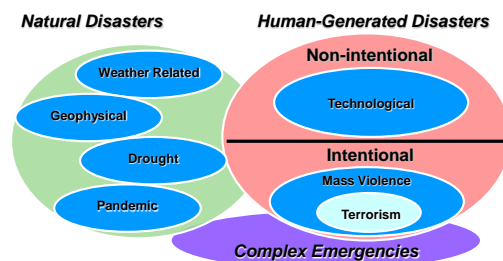 Natural Disasters
Human-Generated Disasters
Non-intentional
Weather Related
Geophysical
Technological
Drought
Intentional
Mass Violence
Pandemic
Terrorism
Complex Emergencies